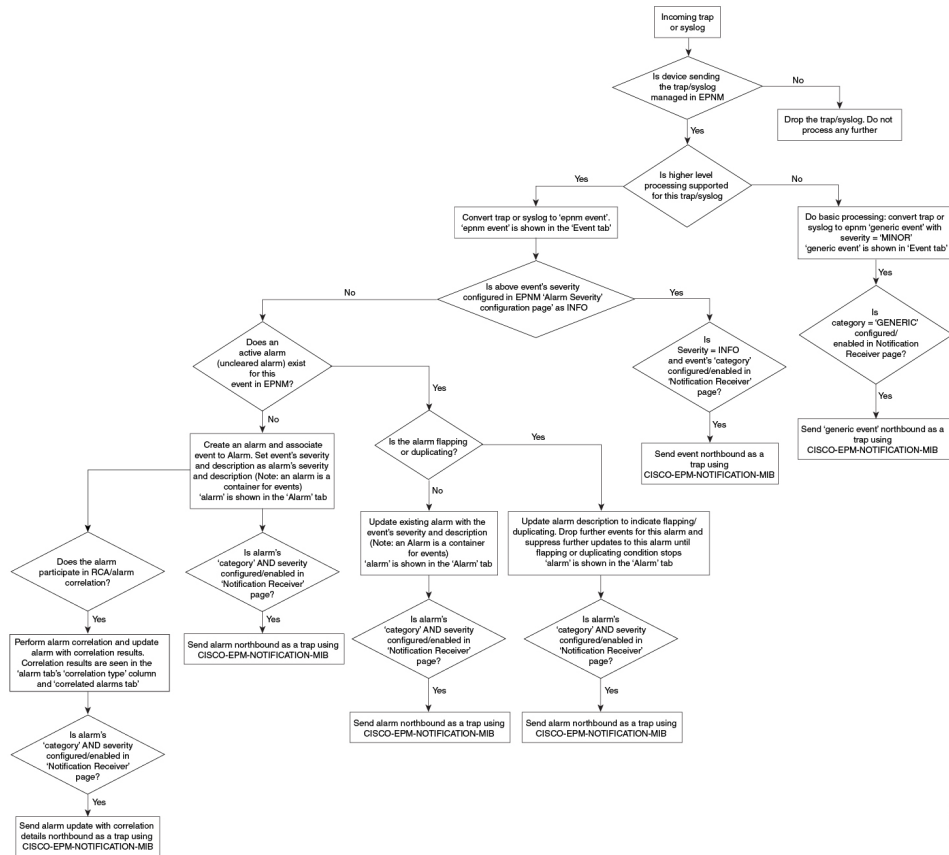 Incoming trap
or syslog
Is device sending
the trap/syslog
managed in EPNM
No
Drop the trap/syslog. Do not
process any further
Yes
Is higher level
processing supported
for this trap/syslog
Yes
No
Convert trap or syslog to 'epnm event'.
'epnm event' is shown in the 'Event tab'
Do basic processing: convert trap or
syslog to epnm 'generic event' with
severity = 'MINOR'
'generic event' is shown in 'Event tab'
Yes
Is above event's severity
configured in EPNM 'Alarm Severity'
configuration page' as INFO
No
Yes
Is
category = 'GENERIC'
configured/
enabled in Notification
Receiver page?
Yes
Send 'generic event' northbound as a
trap using
CISCO-EPM-NOTIFICATION-MIB
Is
Severity = INFO
and event's 'category'
configured/enabled in
'Notification Receiver'
page?
Yes
Send event northbound as a
trap using
CISCO-EPM-NOTIFICATION-MIB
Does an
active alarm
(uncleared alarm) exist
for this
event in EPNM?
Yes
No
Create an alarm and associate
event to Alarm. Set event's severity
and description as alarm's severity
and description (Note: an alarm is a
container for events)
'alarm' is shown in the 'Alarm' tab
Is the alarm flapping
or duplicating?
Yes
No
Update existing alarm with the
event's severity and description
(Note: an Alarm is a container
for events)
'alarm' is shown in the 'Alarm' tab
Update alarm description to indicate flapping/
duplicating. Drop further events for this alarm and
suppress further updates to this alarm until
flapping or duplicating condition stops
'alarm' is shown in the 'Alarm' tab
Does the alarm
participate in RCA/alarm
correlation?
Yes
Is alarm's
'category' AND severity
configured/enabled in
'Notification Receiver'
page?
Yes
Send alarm northbound as a trap using
CISCO-EPM-NOTIFICATION-MIB
Is alarm's
'category' AND severity
configured/enabled in
'Notification Receiver'
page?
Yes
Send alarm northbound as a trap using
CISCO-EPM-NOTIFICATION-MIB
Is alarm's
'category' AND severity
configured/enabled in
'Notification Receiver'
page?
Yes
Send alarm northbound as a trap using
CISCO-EPM-NOTIFICATION-MIB
Perform alarm correlation and update
alarm with correlation results.
Correlation results are seen in the
'alarm tab's 'correlation type' column
and 'correlated alarms tab'
Is alarm's
'category' AND severity
configured/enabled in
'Notification Receiver'
page?
Yes
Send alarm update with correlation
details northbound as a trap using
CISCO-EPM-NOTIFICATION-MIB